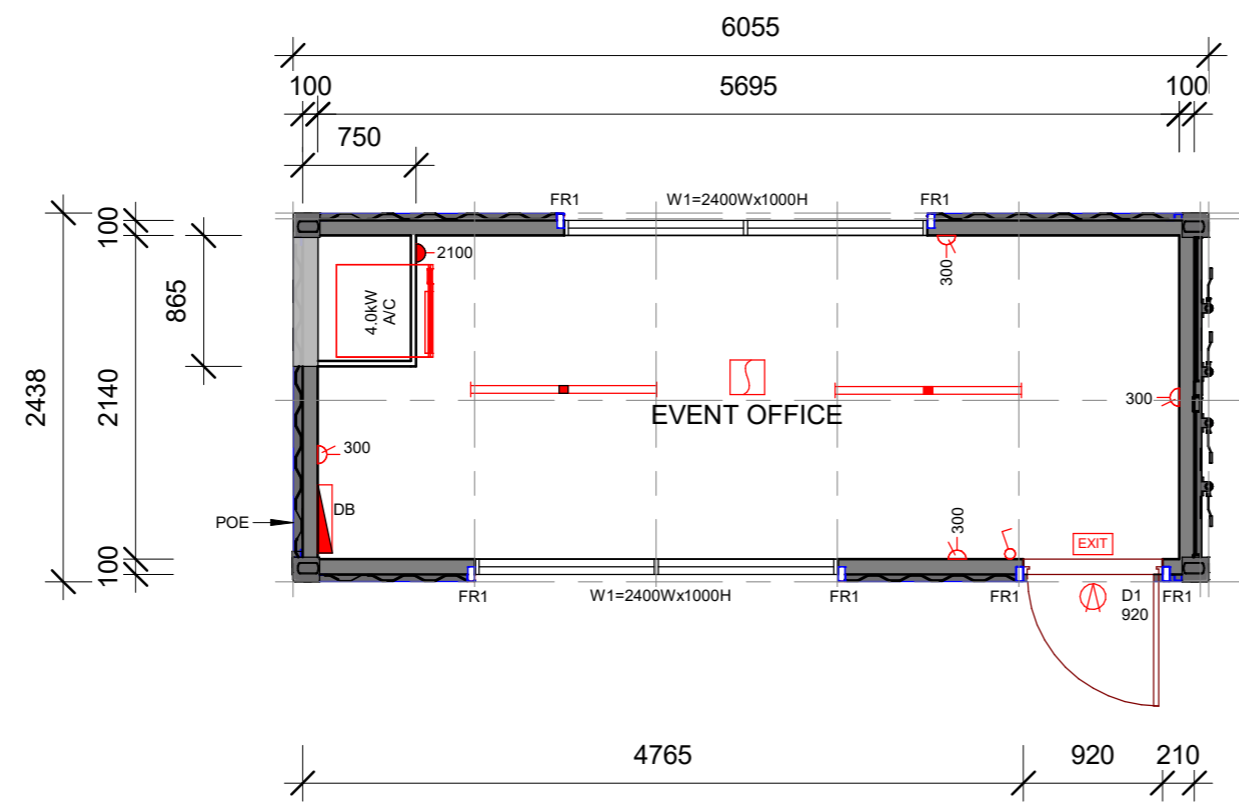 6055
100
5695
100
750
FR1
W1=2400Wx1000H
FR1
100
2100
300
865
4.0kW
A/C
2438
2140
300
EVENT OFFICE
300
DB
POE
300
EXIT
100
FR1
W1=2400Wx1000H
FR1
FR1
D1
920
FR1
4765
920
210